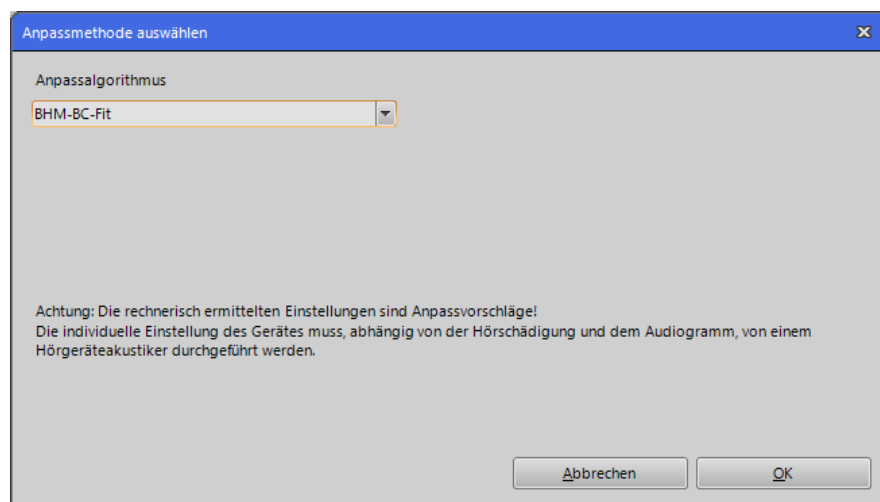 Anpassmethode auswählen
Anpassalgorithmus
BHM-BC-Fit
Achtung: Die rechnerisch ermittelten Einstellungen sind Anpassvorschläge!
Die individuelle Einstellung des Gerätes muss, abhängig von der Hörschädigung und dem Audiogramm, von einem
Hörgeräteakustiker durchgeführt werden.
Abbrechen
OK